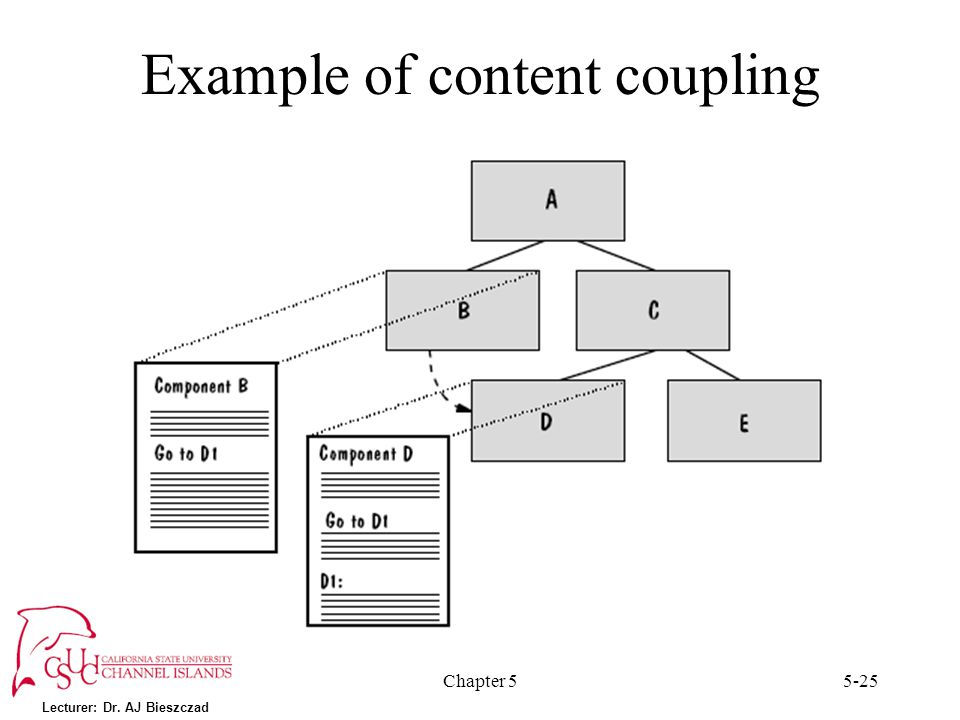 Example of content coupling
A
B
C
D
E
Component B
Go to D1
Component D
Go to D1
D1:
CSUCI
CALIFORNIA STATE UNIVERSITY
CHANNEL ISLANDS
Chapter 5
5-25
Lecturer: Dr. AJ Bieszczad